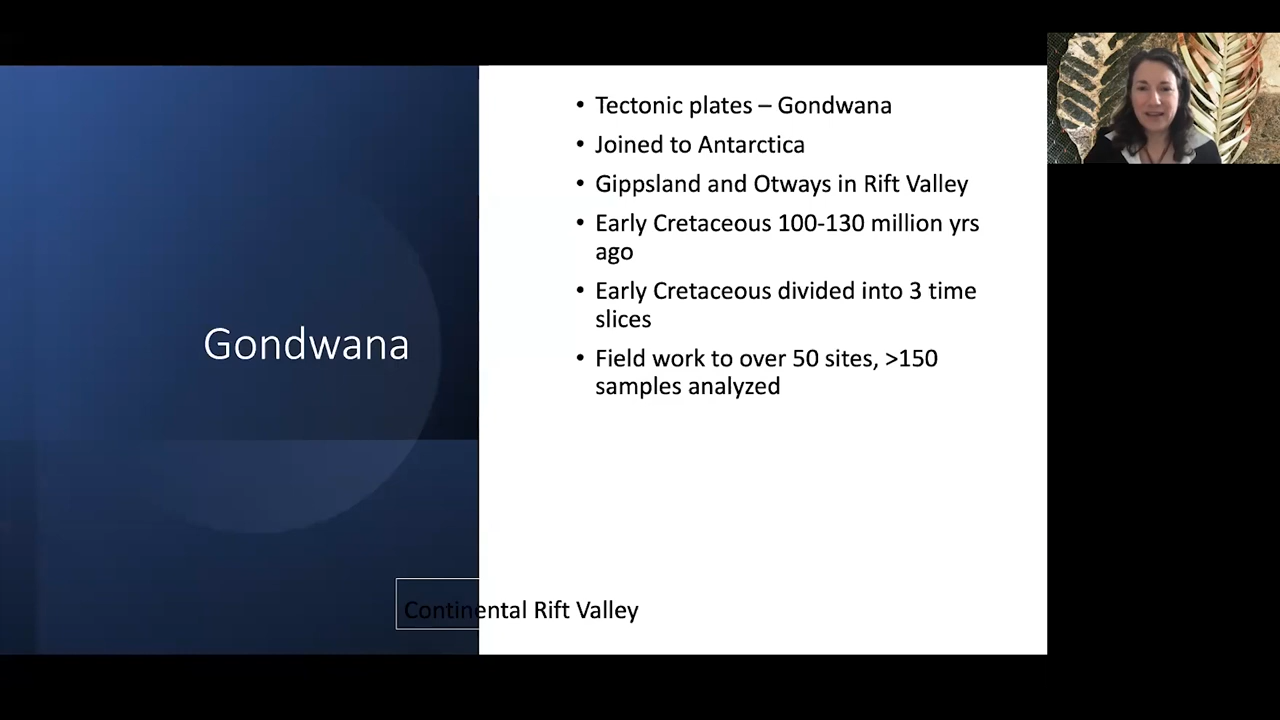 Gondwana
• Tectonic plates – Gondwana
• Joined to Antarctica
• Gippsland and Otways in Rift Valley
• Early Cretaceous 100-130 million yrs
ago
• Early Cretaceous divided into 3 time
slices
• Field work to over 50 sites, >150
samples analyzed
Continental Rift Valley